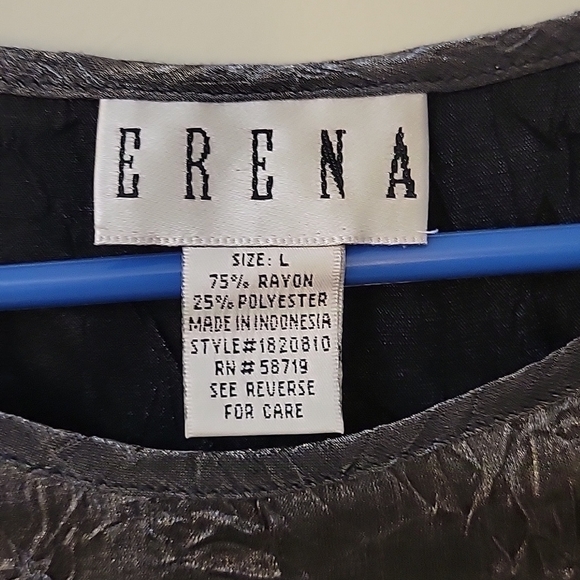 ERENA
SIZE: L
75% RAYON
25% POLYESTER
MADE IN INDONESIA
STYLE#1820810
RN# 58719
SEE REVERSE
FOR CARE